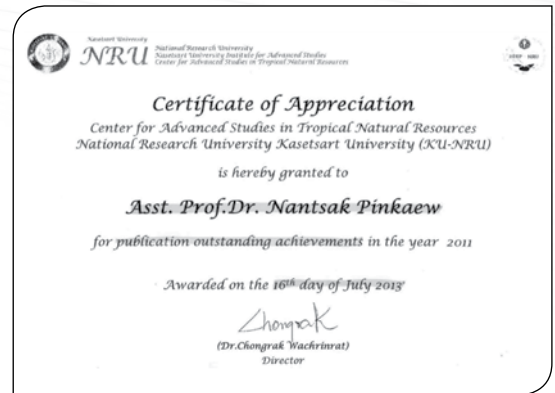 Kasetsart University
NRU
National Research University
Kasetsart University Institute for Advanced Studies
Center for Advanced Studies in Tropical Natural Resources
Certificate of Appreciation
Center for Advanced Studies in Tropical Natural Resources
National Research University Kasetsart University (KU-NRU)
is hereby granted to
Asst. Prof.Dr. Nantsak Pinkaew
for publication outstanding achievements in the year 2011
Awarded on the 16th day of July 2013
Chongrak
(Dr.Chongrak Wachrinrat)
Director